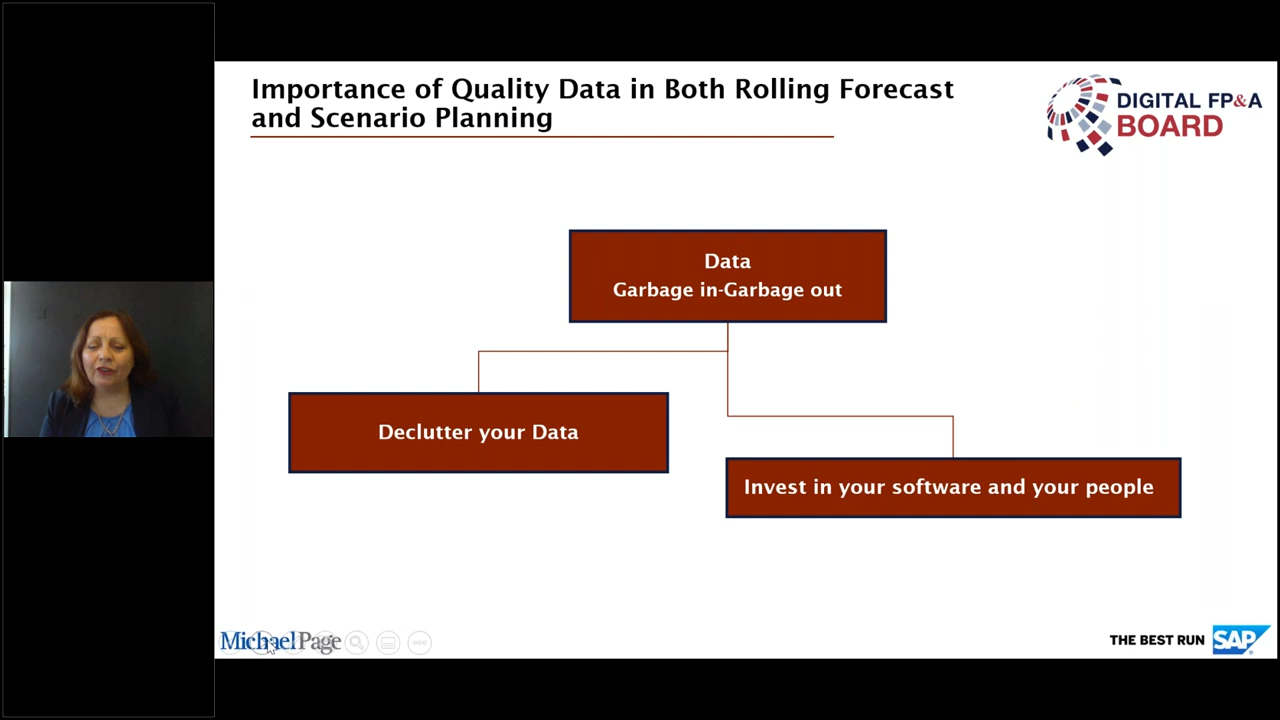 Importance of Quality Data in Both Rolling Forecast
and Scenario Planning
DIGITAL FP&A
BOARD
Data
Garbage in-Garbage out
Declutter your Data
Invest in your software and your people
MichaelPage
THE BEST RUN SAP